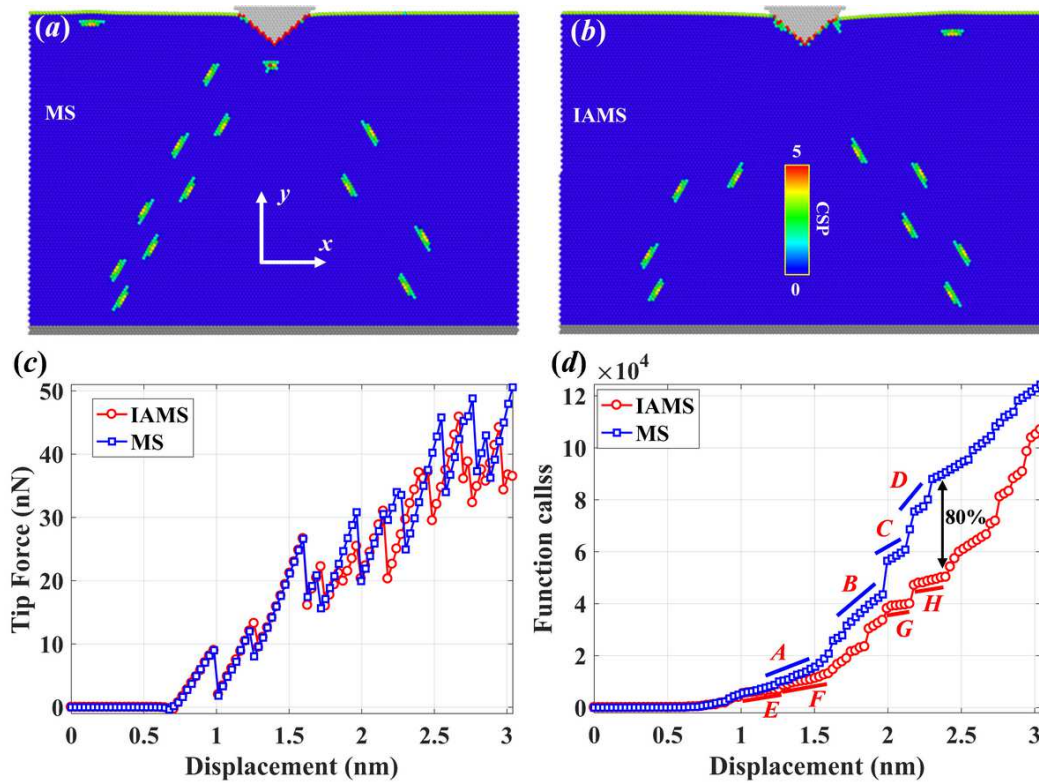 (a)
MS
y
x
(b)
IAMS
5
CSP
0
(c)
50
40
30
20
10
0
Tip Force (nN)
IAMS
MS
0 0.5 1 1.5 2 2.5 3
Displacement (nm)
(d)
×10⁴
12
10
8
6
4
2
0
Function callss
IAMS
MS
D
C
B
A
80%
H
G
F
E
0 0.5 1 1.5 2 2.5 3
Displacement (nm)